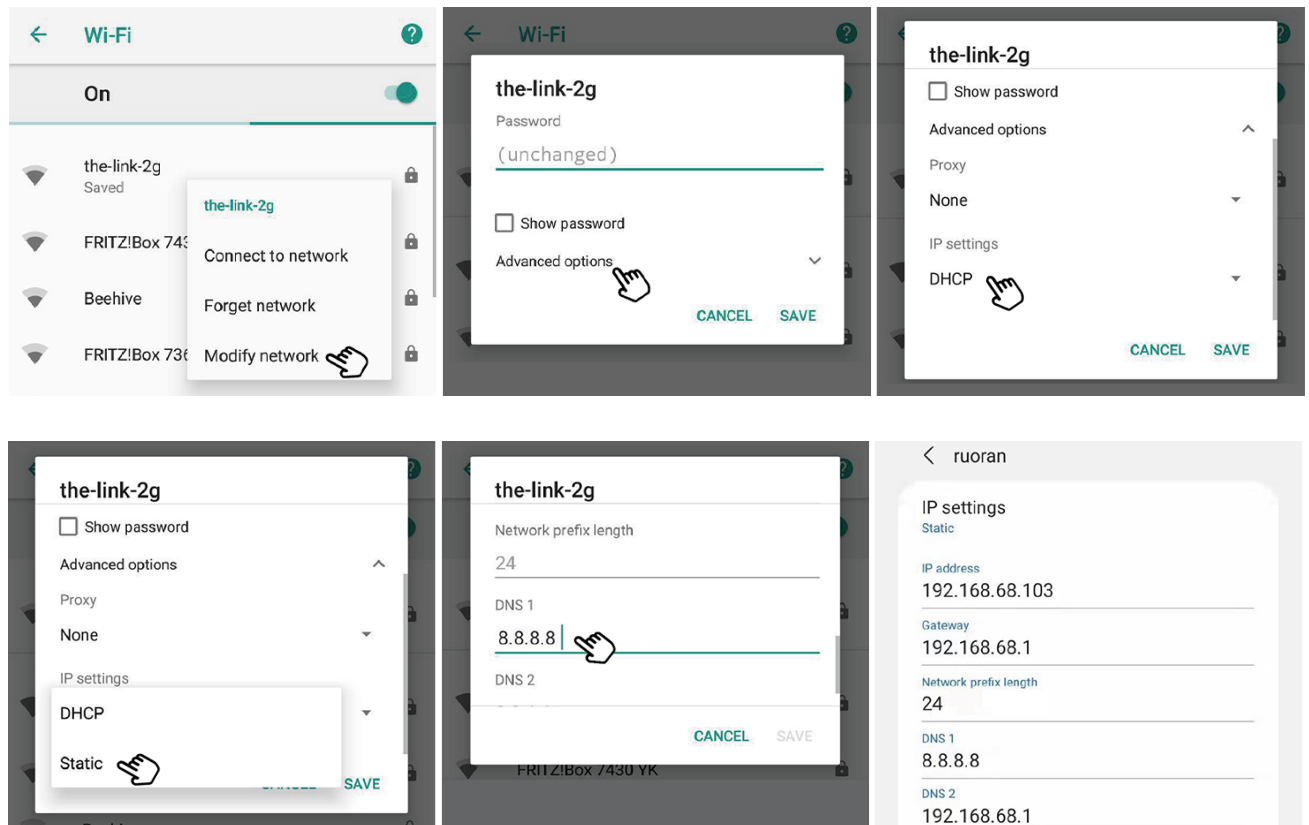 Wi-Fi
?
On
the-link-2g
Saved
the-link-2g
FRITZ!Box 743
Connect to network
Beehive
Forget network
FRITZ!Box 736
Modify network
Wi-Fi
?
the-link-2g
Password
(unchanged)
Show password
Advanced options
CANCEL SAVE
?
the-link-2g
Show password
Advanced options
Proxy
None
IP settings
DHCP
CANCEL SAVE
?
the-link-2g
Show password
Advanced options
Proxy
None
IP settings
DHCP
Static
SAVE
?
the-link-2g
Network prefix length
24
DNS 1
8.8.8.8
DNS 2
CANCEL SAVE
FRITZ!Box 7430 YK
ruoran
IP settings
Static
IP address
192.168.68.103
Gateway
192.168.68.1
Network prefix length
24
DNS 1
8.8.8.8
DNS 2
192.168.68.1